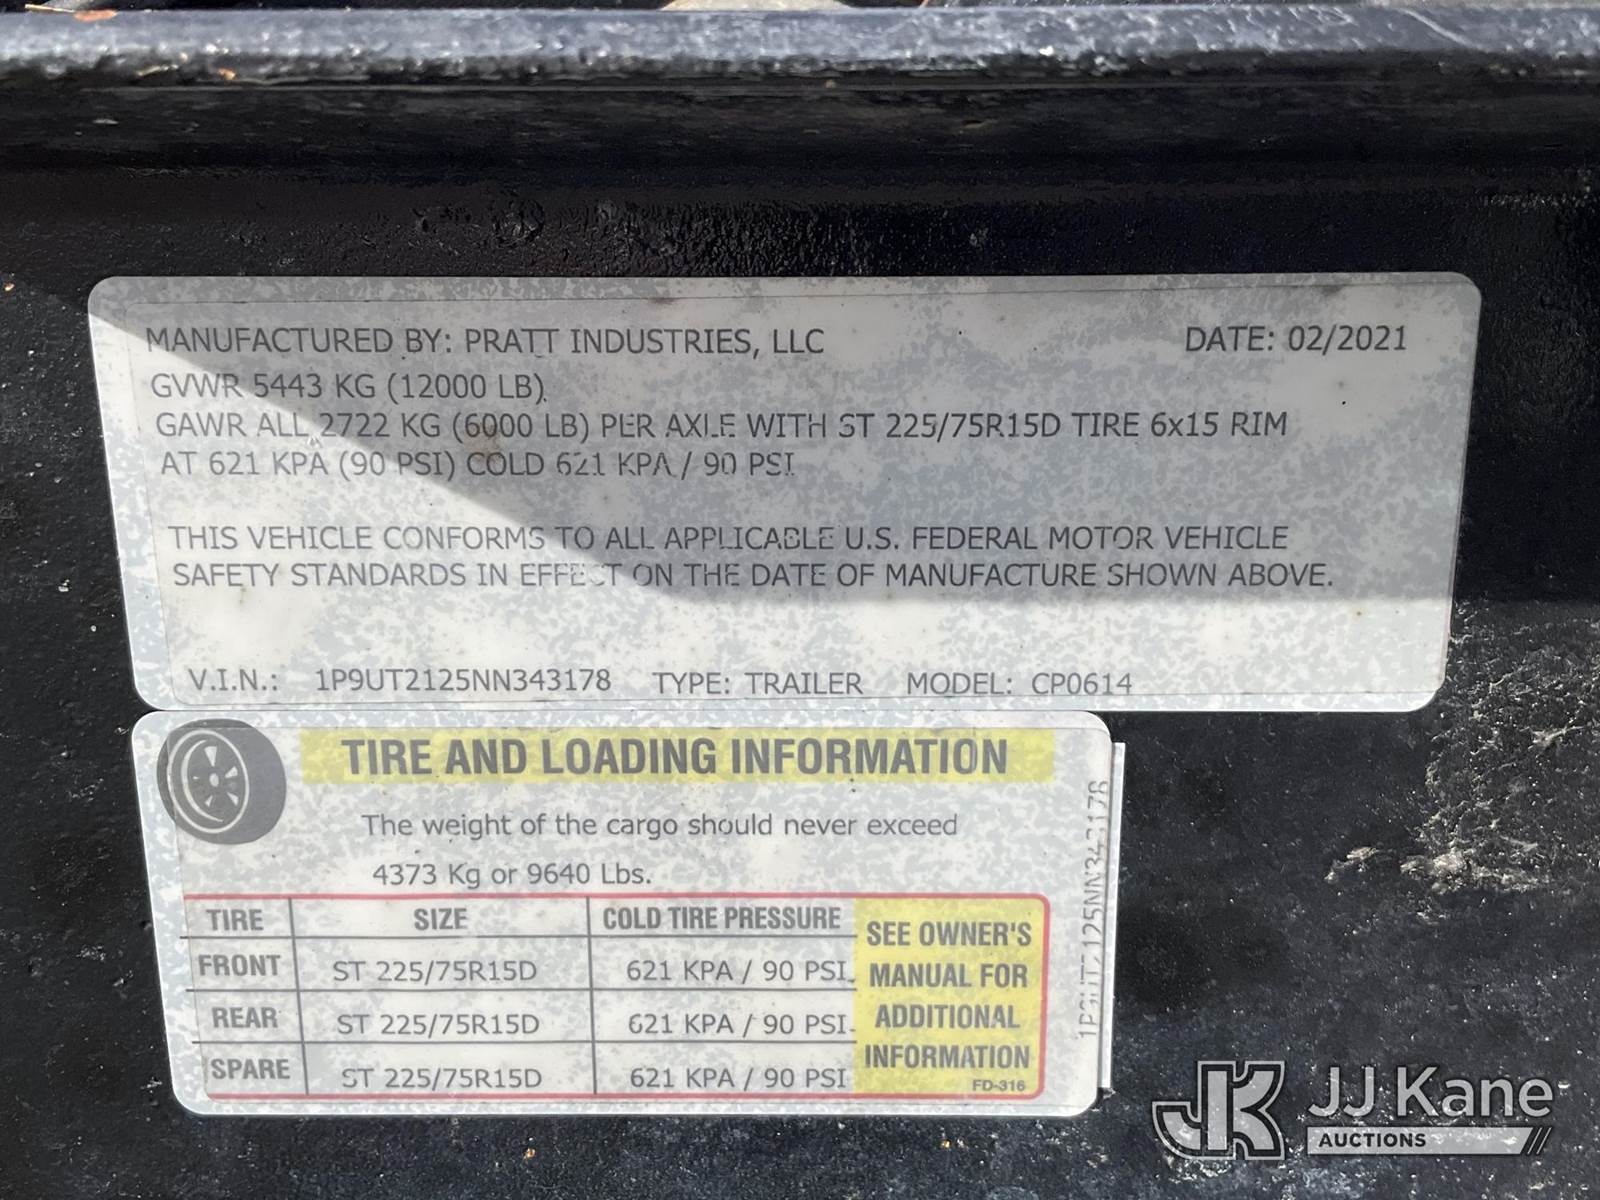 MANUFACTURED BY: PRATT INDUSTRIES, LLC DATE: 02/2021
GVWR 5443 KG (12000 LB)
GAWR ALL 2722 KG (6000 LB) PER AXLE WITH ST 225/75R15D TIRE 6x15 RIM
AT 621 KPA (90 PSI) COLD 621 KPA / 90 PSI
THIS VEHICLE CONFORMS TO ALL APPLICABLE U.S. FEDERAL MOTOR VEHICLE
SAFETY STANDARDS IN EFFECT ON THE DATE OF MANUFACTURE SHOWN ABOVE.
V.I.N.: 1P9UT2125NN343178 TYPE: TRAILER MODEL: CP0614
TIRE AND LOADING INFORMATION
The weight of the cargo should never exceed
4373 Kg or 9640 Lbs.
TIRE SIZE COLD TIRE PRESSURE
FRONT ST 225/75R15D 621 KPA / 90 PSI
REAR ST 225/75R15D 621 KPA / 90 PSI
SPARE ST 225/75R15D 621 KPA / 90 PSI
SEE OWNER'S
MANUAL FOR
ADDITIONAL
INFORMATION
FD-316
1P9UT2125NN343178
JK JJ Kane
AUCTIONS